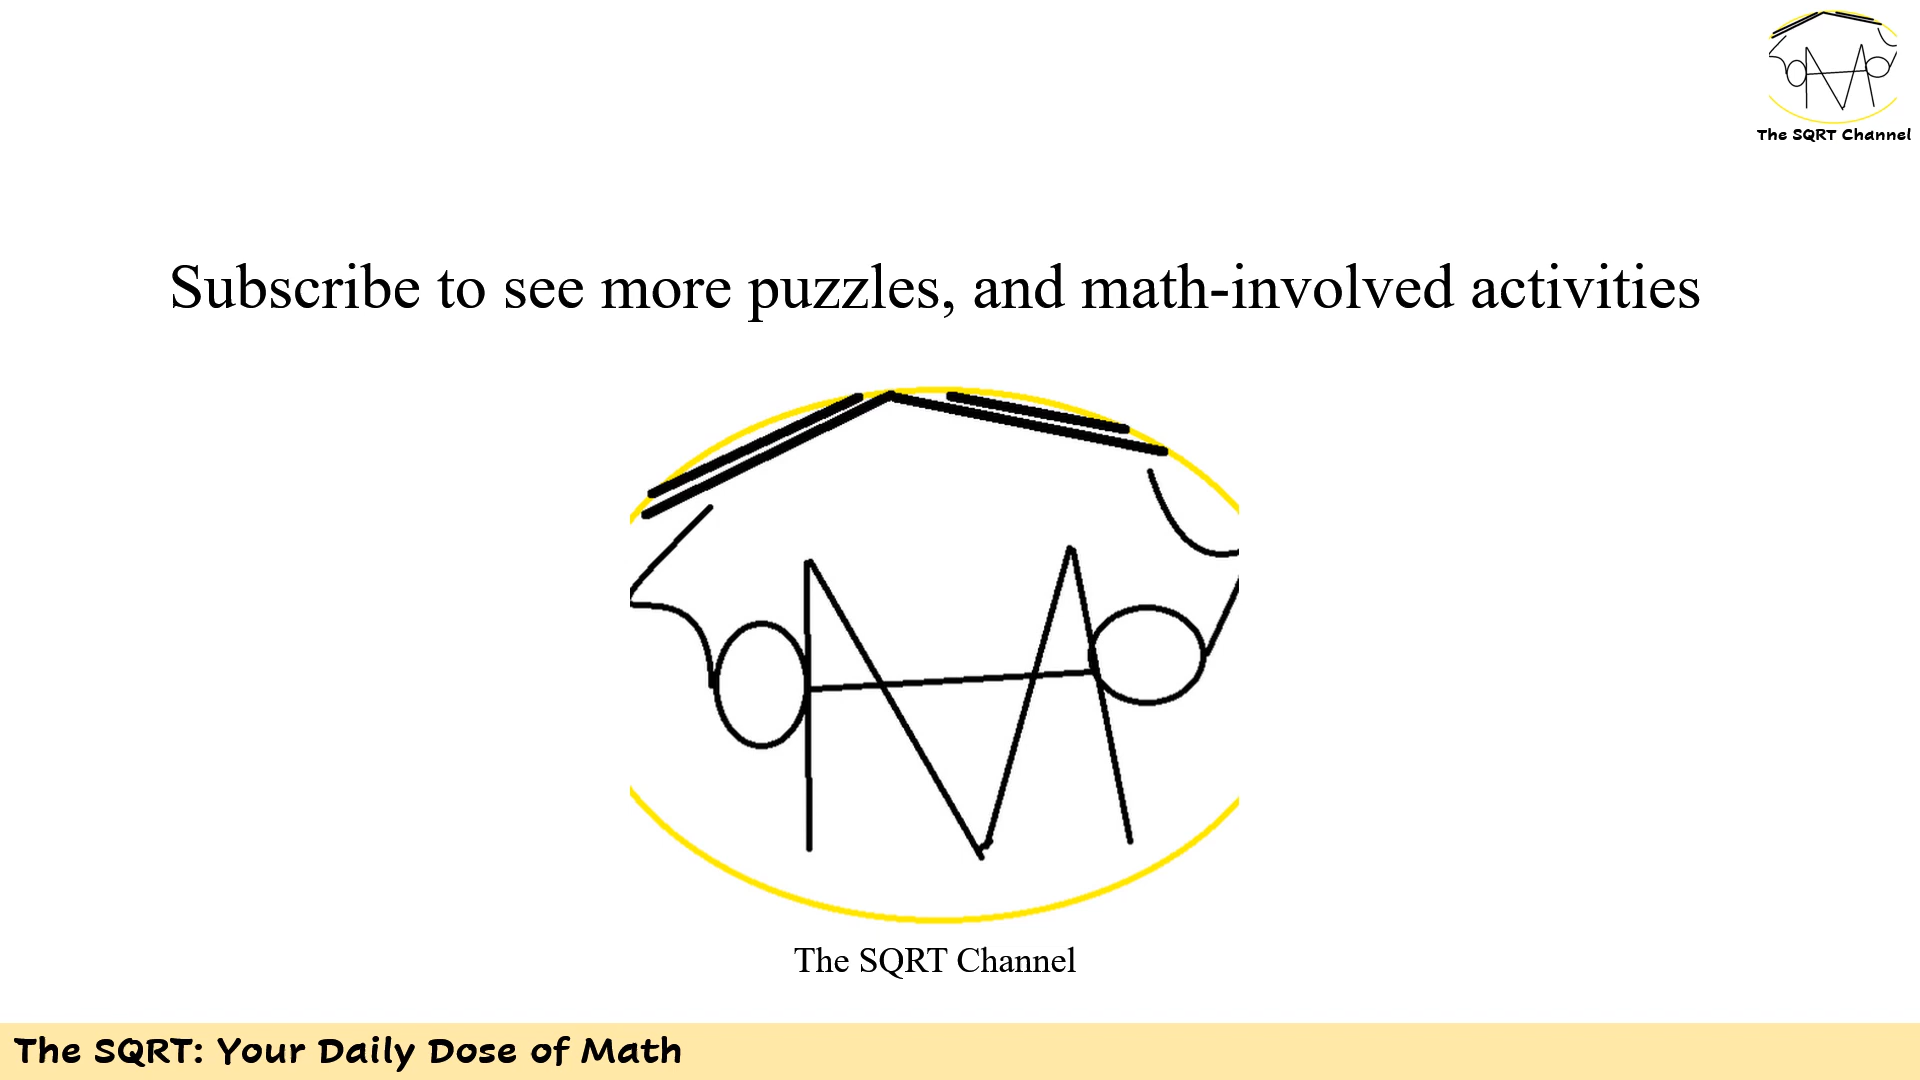 The SQRT Channel
Subscribe to see more puzzles, and math-involved activities
The SQRT Channel
The SQRT: Your Daily Dose of Math